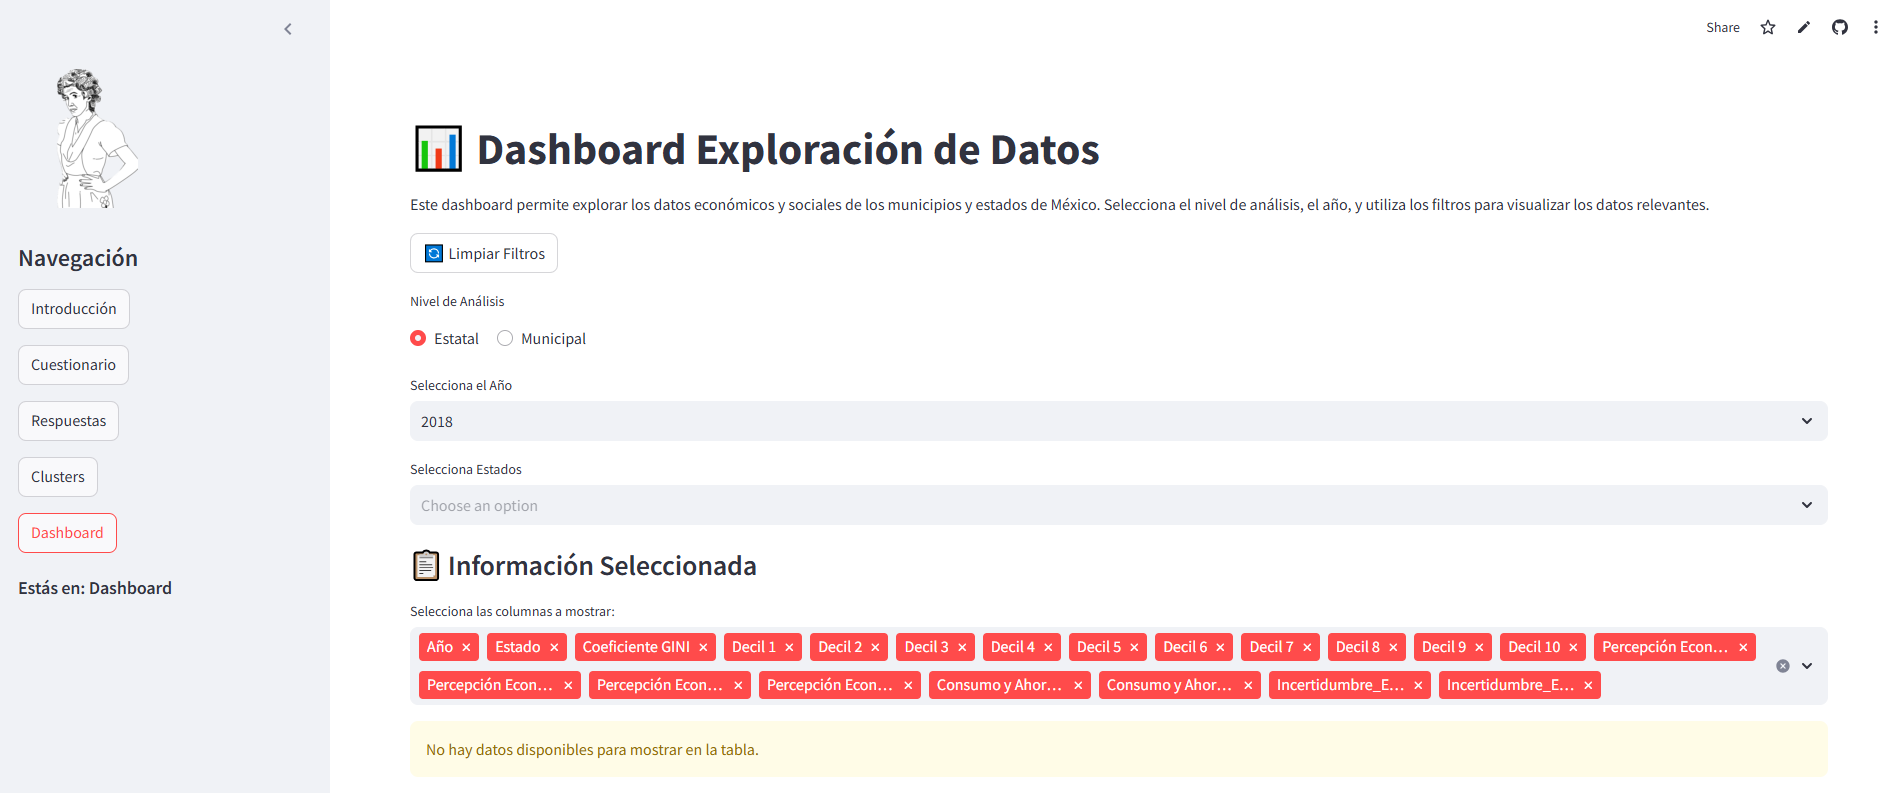 Share
Navegación
Introducción
Cuestionario
Respuestas
Clusters
Dashboard
Estás en: Dashboard
Dashboard Exploración de Datos
Este dashboard permite explorar los datos económicos y sociales de los municipios y estados de México. Selecciona el nivel de análisis, el año, y utiliza los filtros para visualizar los datos relevantes.
Limpiar Filtros
Nivel de Análisis
Estatal Municipal
Selecciona el Año
2018
Selecciona Estados
Choose an option
Información Seleccionada
Selecciona las columnas a mostrar:
Año Estado Coeficiente GINI Decil 1 Decil 2 Decil 3 Decil 4 Decil 5 Decil 6 Decil 7 Decil 8 Decil 9 Decil 10 Percepción Econ...
Percepción Econ... Percepción Econ... Percepción Econ... Consumo y Ahor... Consumo y Ahor... Incertidumbre_E... Incertidumbre_E...
No hay datos disponibles para mostrar en la tabla.